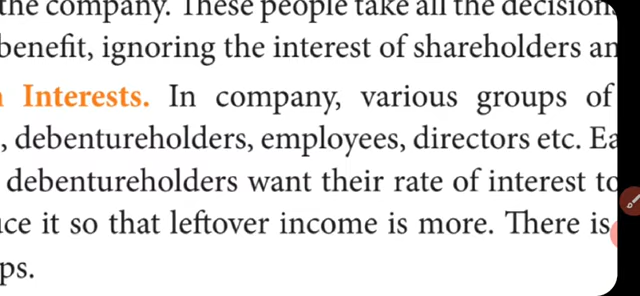 the company. These people take all the decisions
benefit, ignoring the interest of shareholders an
Interests. In company, various groups of
, debentureholders, employees, directors etc. Ea
debentureholders want their rate of interest to
ce it so that leftover income is more. There is
ps.